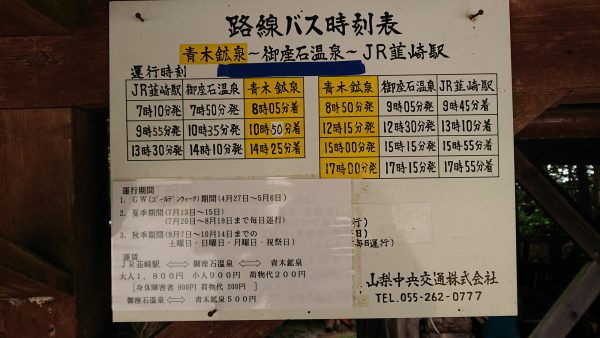 路線バス時刻表
青木鉱泉～御座石温泉～JR韮崎駅
運行時刻
JR韮崎駅 御座石温泉 青木鉱泉
7時10分発 7時50分発 8時05分着
9時55分発 10時35分発 10時50分着
13時30分発 14時10分発 14時25分着
青木鉱泉 御座石温泉 JR韮崎駅
8時50分発 9時05分発 9時45分着
12時15分発 12時30分発 13時10分着
15時00分発 15時15分発 15時55分着
17時00分発 17時15分発 17時55分着
運行期間
1. GW(ゴールデンウィーク)期間(4月27日～5月6日)
2. 夏季期間(7月13日～15日)
(7月20日～8月19日まで毎日運行)
3. 秋季期間(9月7日～10月14日までの
土曜日・日曜日・月曜日・祝祭日)
運賃
JR韮崎駅 ⇔ 御座石温泉 ⇔ 青木鉱泉
大人1,800円 小人900円 荷物代200円
[身体障害者 900円 荷物代 200円 ]
御座石温泉 ⇔ 青木鉱泉500円
行)
日)
毎日運行)
山梨中央交通株式会社
TEL.055-262-0777